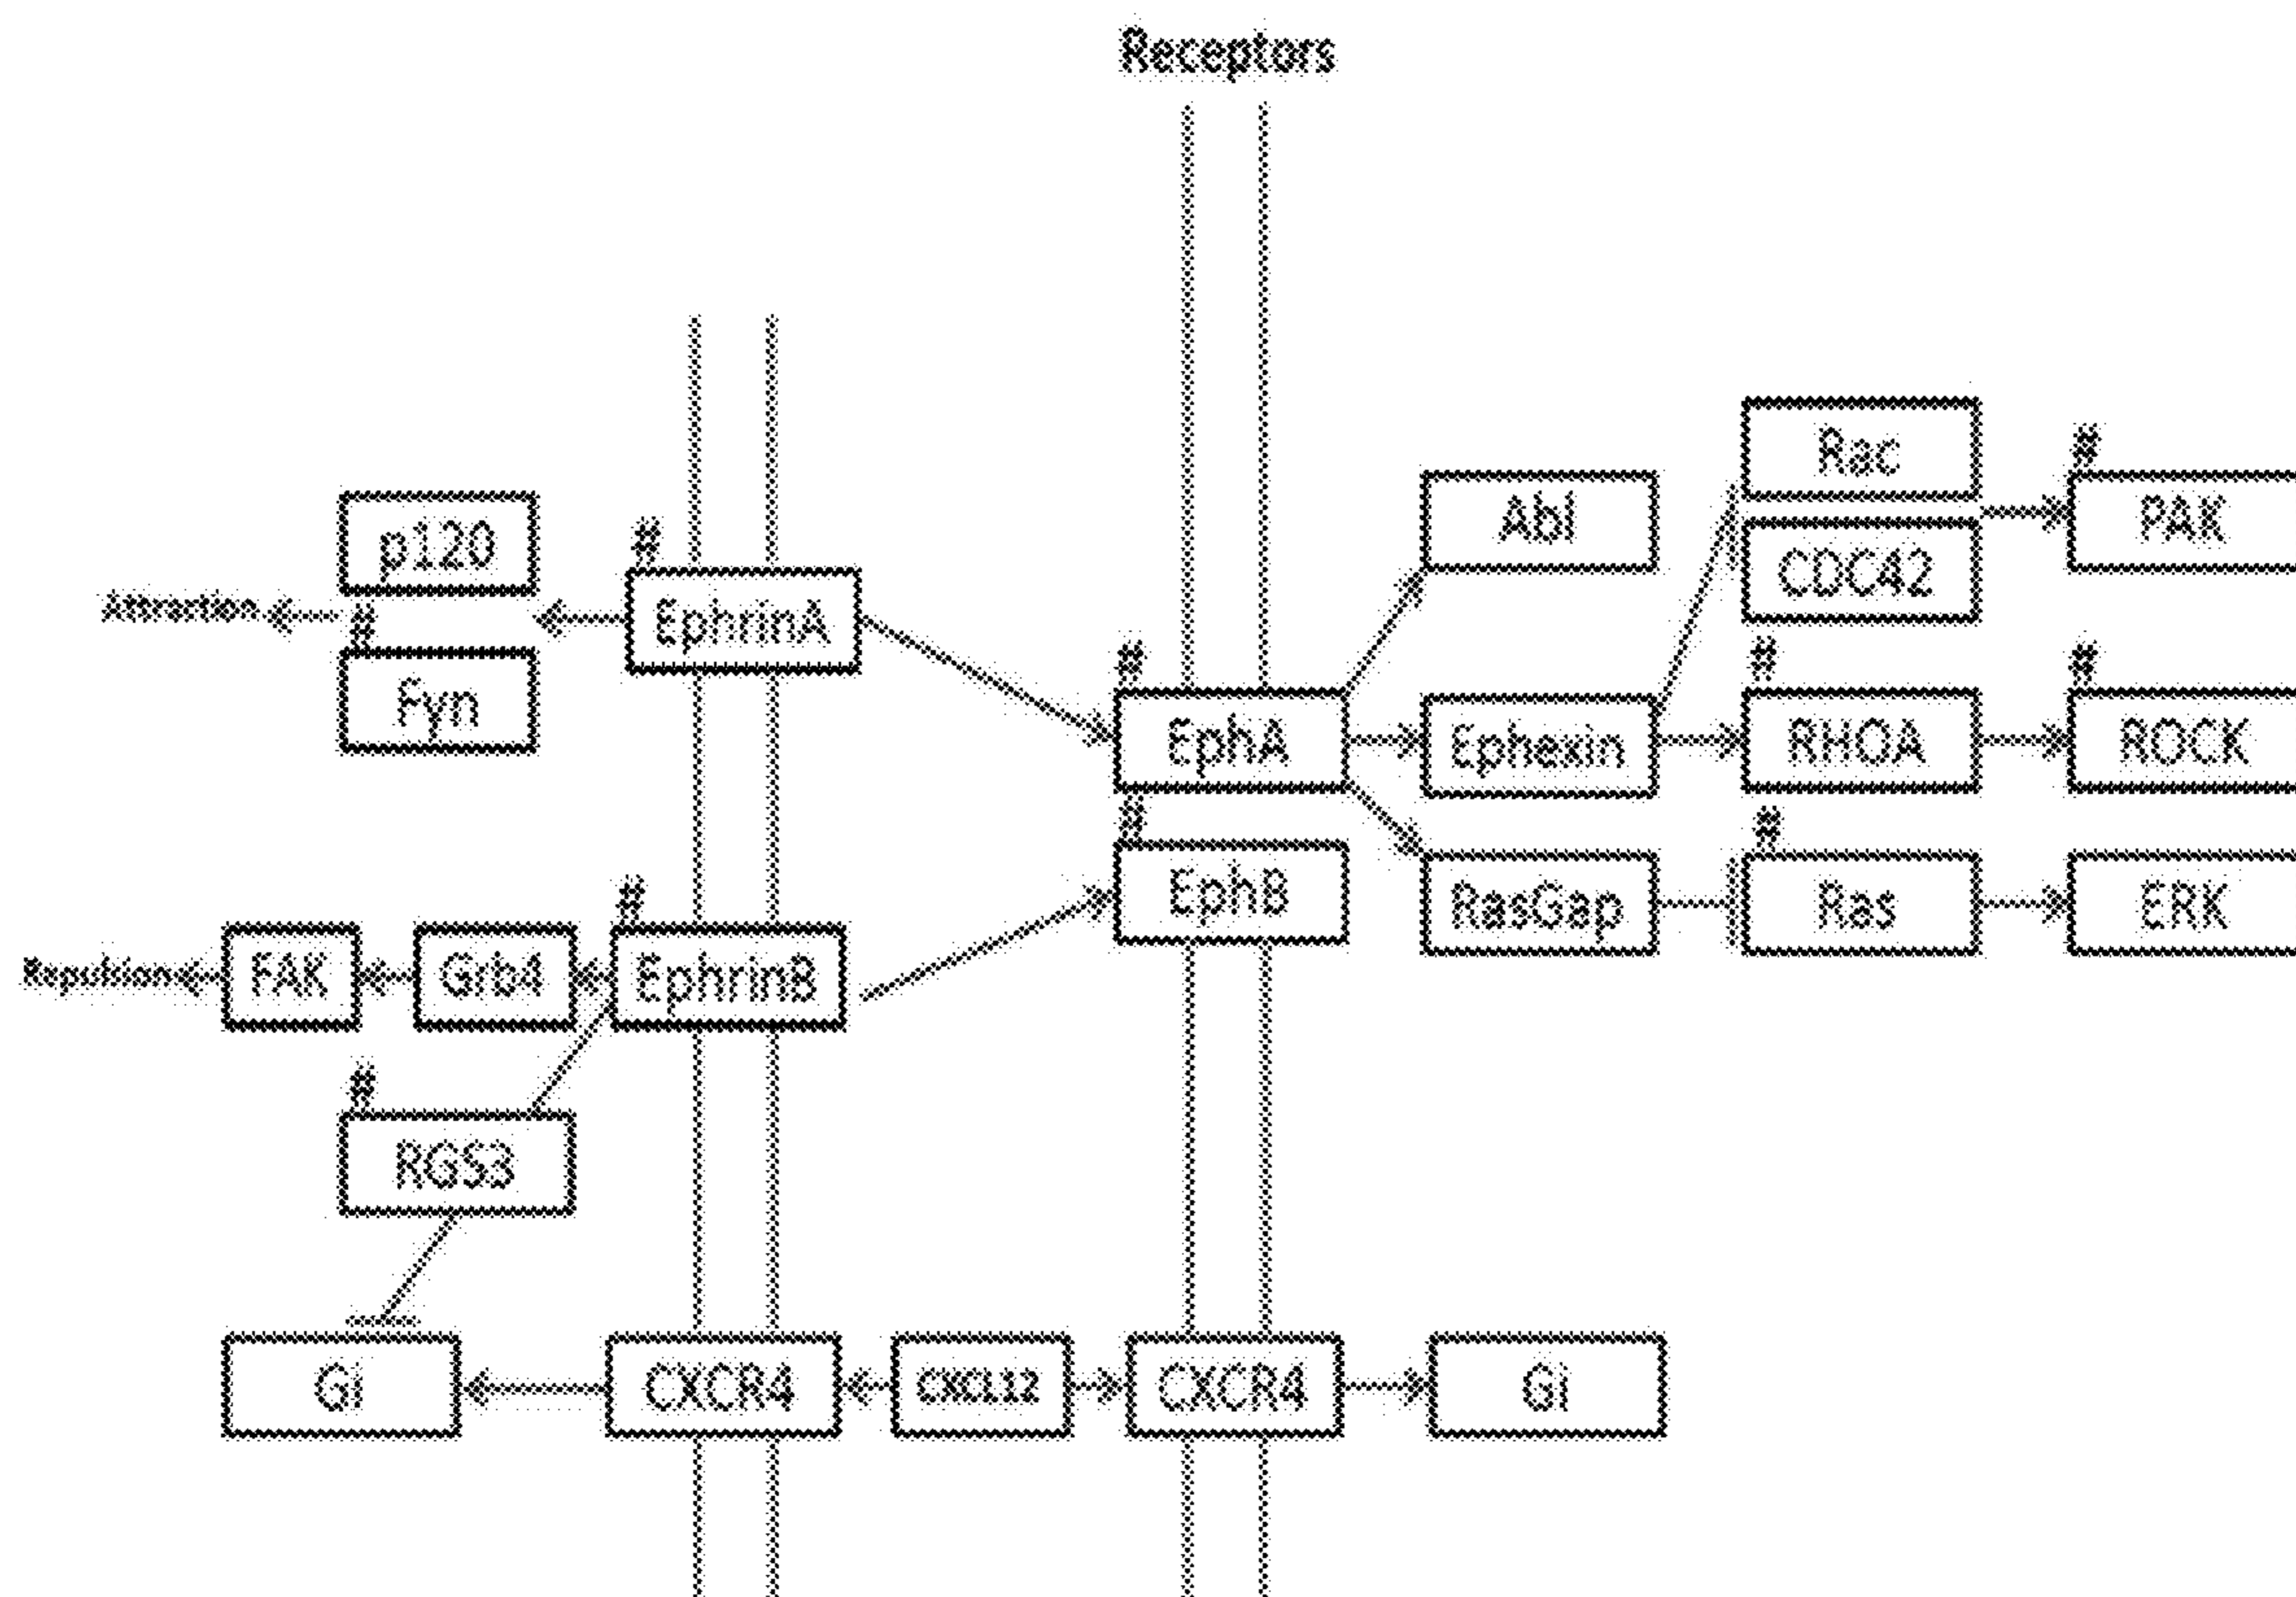 Receptors
Rac
#
Abl
PAK
p120
#
CDC42
EphrinA
Attraction
#
Fyn
#
#
#
EphA
Ephexin
RHOA
ROCK
#
#
EphB
RasGap
Ras
ERK
#
Repulsion
FAK
Grb4
EphrinB
#
RGS3
Gi
CXCR4
CXCL12
CXCR4
Gi